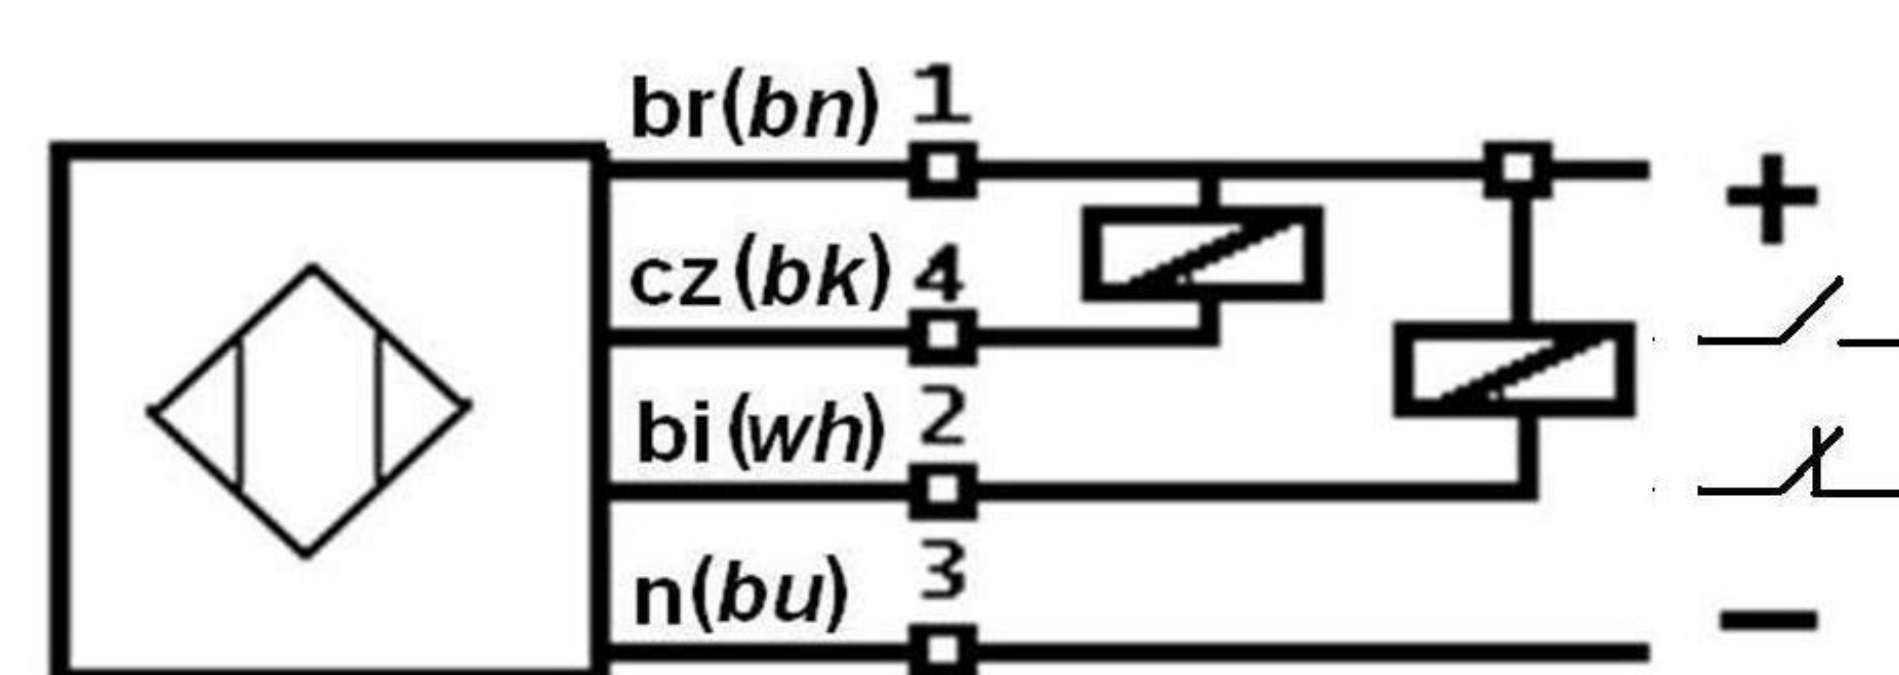 br(bn) 1
+
cz(bk) 4
bi(wh) 2
n(bu) 3
−